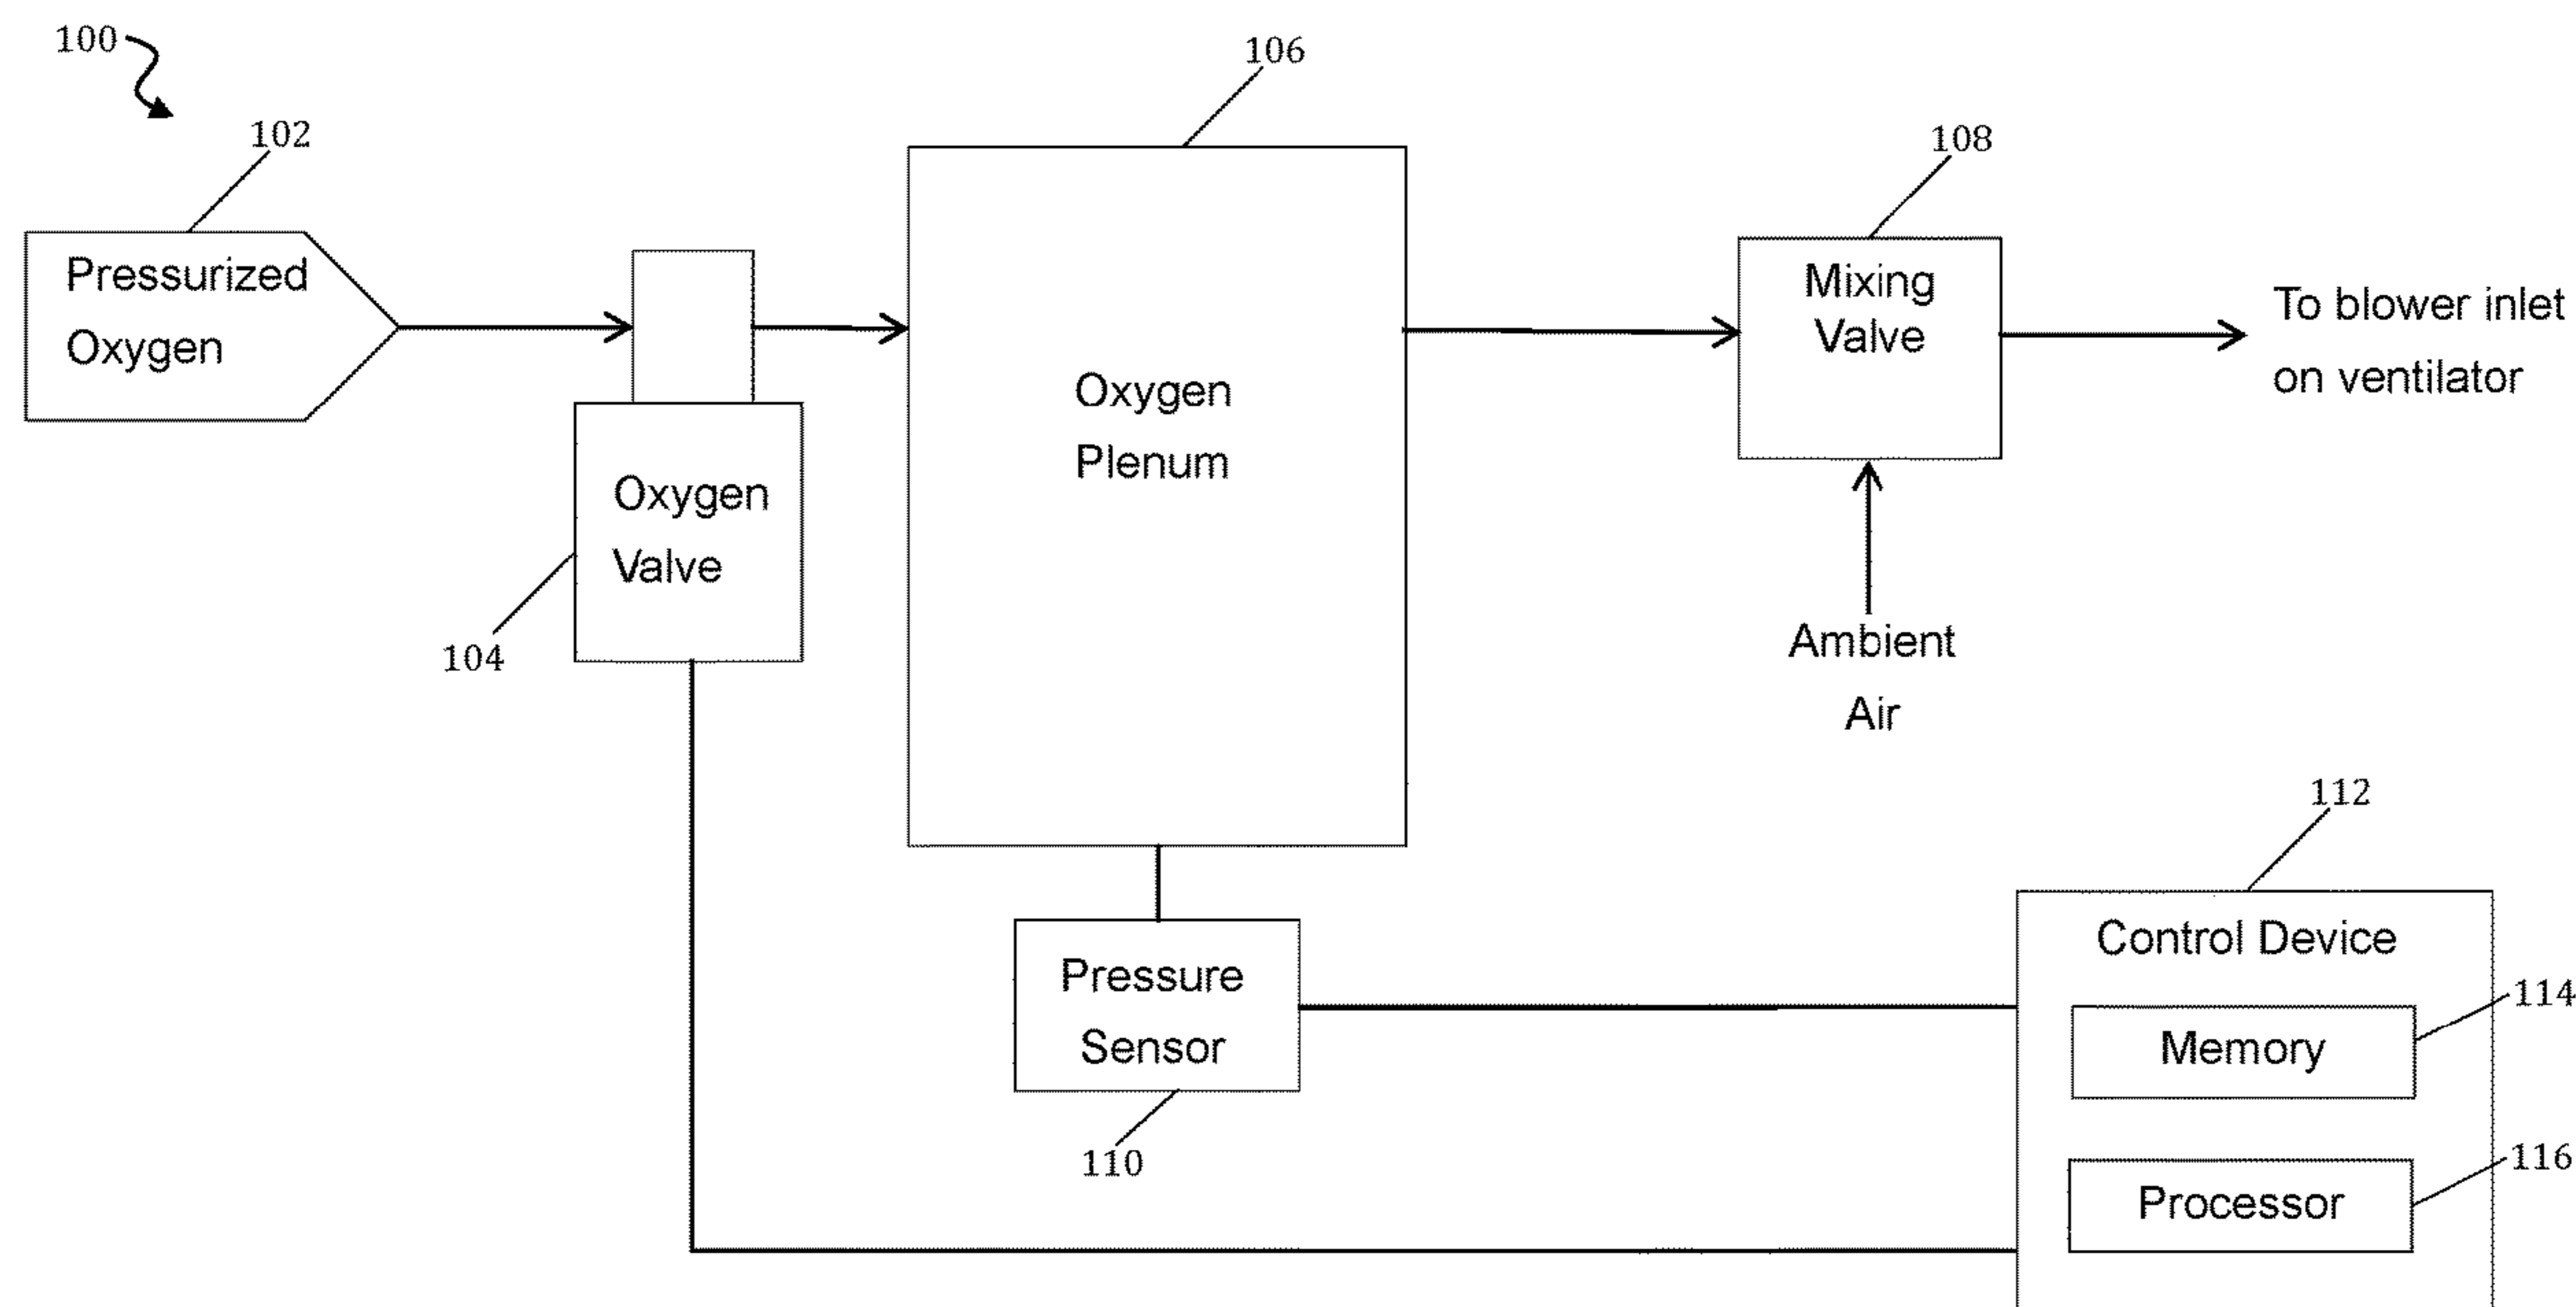 100
106
102
108
Pressurized
Oxygen
Mixing
Valve
To blower inlet
on ventilator
Oxygen
Plenum
Oxygen
Valve
104
Ambient
Air
112
Control Device
Pressure
Sensor
114
Memory
110
116
Processor